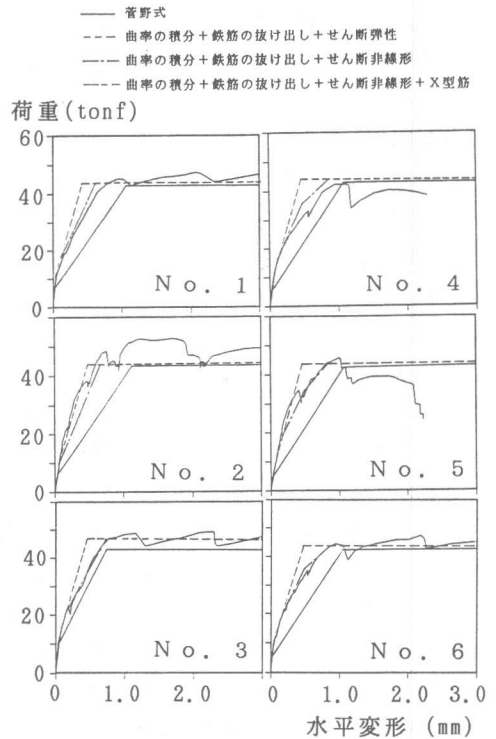 菅野式
曲率の積分+鉄筋の抜け出し+せん断弾性
曲率の積分+鉄筋の抜け出し+せん断非線形
曲率の積分+鉄筋の抜け出し+せん断非線形+X型筋
荷重(tonf)
60
40
20
0
No. 1
No. 4
40
20
0
No. 2
No. 5
40
20
0
No. 3
No. 6
0 1.0 2.0 0 1.0 2.0 3.0
水平変形 (mm)